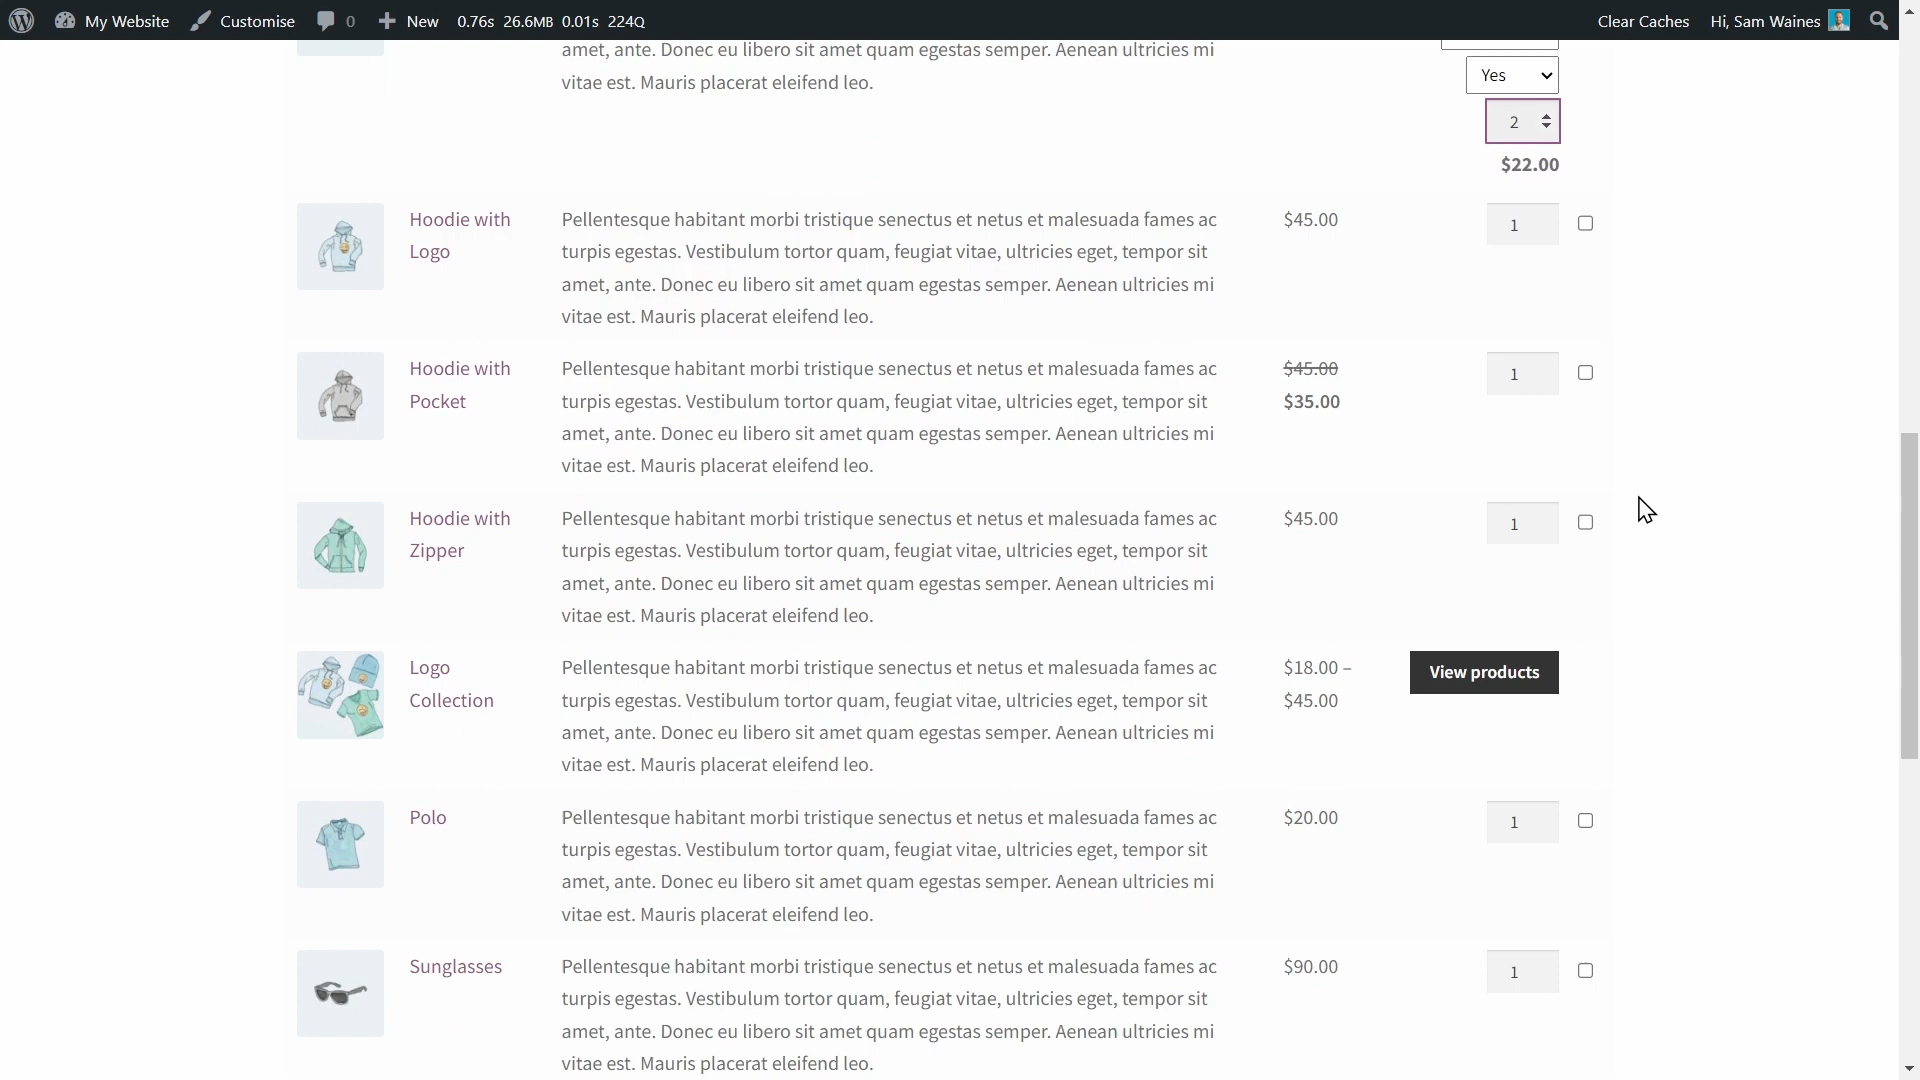 My Website Customise 0 New 0.76s 26.6MB 0.01s 224Q Clear Caches Hi, Sam Waines
amet, ante. Donec eu libero sit amet quam egestas semper. Aenean ultricies mi
vitae est. Mauris placerat eleifend leo.
Yes
2
$22.00
Hoodie with
Logo
Pellentesque habitant morbi tristique senectus et netus et malesuada fames ac
turpis egestas. Vestibulum tortor quam, feugiat vitae, ultricies eget, tempor sit
amet, ante. Donec eu libero sit amet quam egestas semper. Aenean ultricies mi
vitae est. Mauris placerat eleifend leo.
$45.00
1
Hoodie with
Pocket
Pellentesque habitant morbi tristique senectus et netus et malesuada fames ac
turpis egestas. Vestibulum tortor quam, feugiat vitae, ultricies eget, tempor sit
amet, ante. Donec eu libero sit amet quam egestas semper. Aenean ultricies mi
vitae est. Mauris placerat eleifend leo.
$45.00
$35.00
1
Hoodie with
Zipper
Pellentesque habitant morbi tristique senectus et netus et malesuada fames ac
turpis egestas. Vestibulum tortor quam, feugiat vitae, ultricies eget, tempor sit
amet, ante. Donec eu libero sit amet quam egestas semper. Aenean ultricies mi
vitae est. Mauris placerat eleifend leo.
$45.00
1
Logo
Collection
Pellentesque habitant morbi tristique senectus et netus et malesuada fames ac
turpis egestas. Vestibulum tortor quam, feugiat vitae, ultricies eget, tempor sit
amet, ante. Donec eu libero sit amet quam egestas semper. Aenean ultricies mi
vitae est. Mauris placerat eleifend leo.
$18.00 –
$45.00
View products
Polo
Pellentesque habitant morbi tristique senectus et netus et malesuada fames ac
turpis egestas. Vestibulum tortor quam, feugiat vitae, ultricies eget, tempor sit
amet, ante. Donec eu libero sit amet quam egestas semper. Aenean ultricies mi
vitae est. Mauris placerat eleifend leo.
$20.00
1
Sunglasses
Pellentesque habitant morbi tristique senectus et netus et malesuada fames ac
turpis egestas. Vestibulum tortor quam, feugiat vitae, ultricies eget, tempor sit
amet, ante. Donec eu libero sit amet quam egestas semper. Aenean ultricies mi
vitae est. Mauris placerat eleifend leo.
$90.00
1